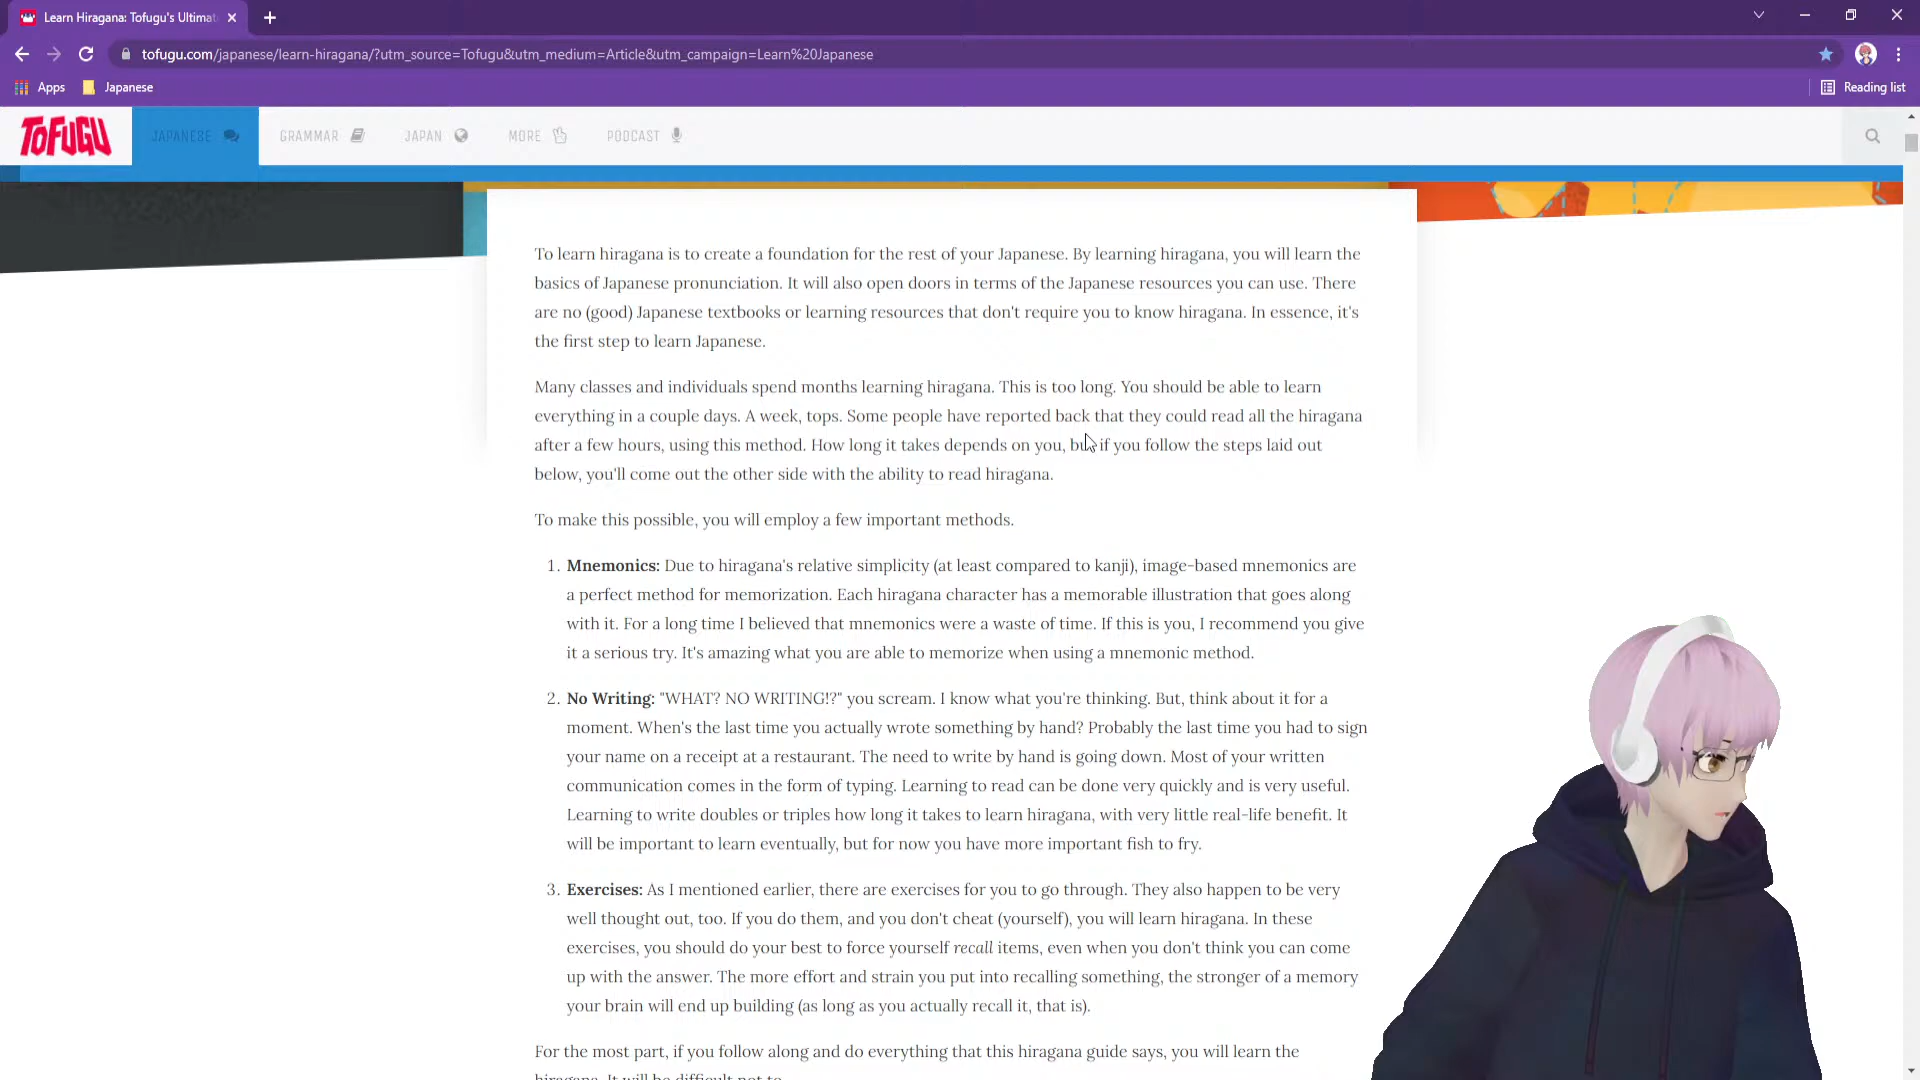 Learn Hiragana: Tofugu's Ultima
tofugu.com/japanese/learn-hiragana/?utm_source=Tofugu&utm_medium=Article&utm_campaign=Learn%20Japanese
Apps
Japanese
Reading list
TOFUGU
JAPANESE
GRAMMAR
JAPAN
MORE
PODCAST
To learn hiragana is to create a foundation for the rest of your Japanese. By learning hiragana, you will learn the
basics of Japanese pronunciation. It will also open doors in terms of the Japanese resources you can use. There
are no (good) Japanese textbooks or learning resources that don't require you to know hiragana. In essence, it's
the first step to learn Japanese.
Many classes and individuals spend months learning hiragana. This is too long. You should be able to learn
everything in a couple days. A week, tops. Some people have reported back that they could read all the hiragana
after a few hours, using this method. How long it takes depends on you, but if you follow the steps laid out
below, you'll come out the other side with the ability to read hiragana.
To make this possible, you will employ a few important methods.
1. Mnemonics: Due to hiragana's relative simplicity (at least compared to kanji), image-based mnemonics are
a perfect method for memorization. Each hiragana character has a memorable illustration that goes along
with it. For a long time I believed that mnemonics were a waste of time. If this is you, I recommend you give
it a serious try. It's amazing what you are able to memorize when using a mnemonic method.
2. No Writing: "WHAT? NO WRITING!?" you scream. I know what you're thinking. But, think about it for a
moment. When's the last time you actually wrote something by hand? Probably the last time you had to sign
your name on a receipt at a restaurant. The need to write by hand is going down. Most of your written
communication comes in the form of typing. Learning to read can be done very quickly and is very useful.
Learning to write doubles or triples how long it takes to learn hiragana, with very little real-life benefit. It
will be important to learn eventually, but for now you have more important fish to fry.
3. Exercises: As I mentioned earlier, there are exercises for you to go through. They also happen to be very
well thought out, too. If you do them, and you don't cheat (yourself), you will learn hiragana. In these
exercises, you should do your best to force yourself recall items, even when you don't think you can come
up with the answer. The more effort and strain you put into recalling something, the stronger of a memory
your brain will end up building (as long as you actually recall it, that is).
For the most part, if you follow along and do everything that this hiragana guide says, you will learn the
hiragana. It will be difficult not to.